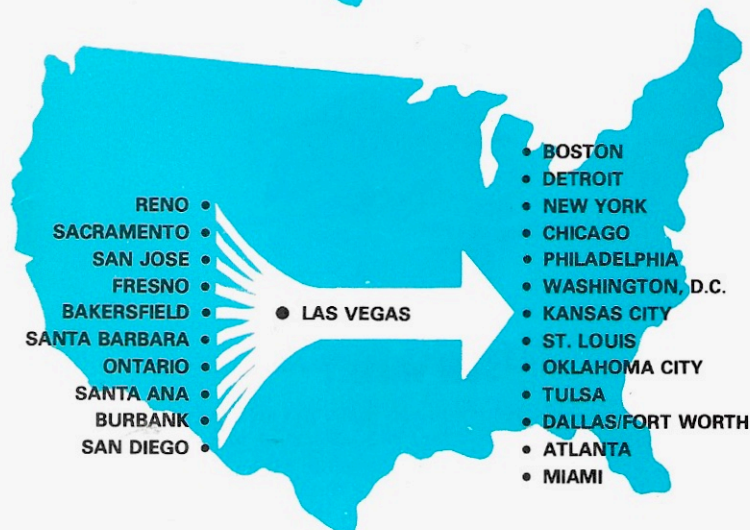 RENO
SACRAMENTO
SAN JOSE
FRESNO
BAKERSFIELD
SANTA BARBARA
ONTARIO
SANTA ANA
BURBANK
SAN DIEGO
LAS VEGAS
BOSTON
DETROIT
NEW YORK
CHICAGO
PHILADELPHIA
WASHINGTON, D.C.
KANSAS CITY
ST. LOUIS
OKLAHOMA CITY
TULSA
DALLAS/FORT WORTH
ATLANTA
MIAMI